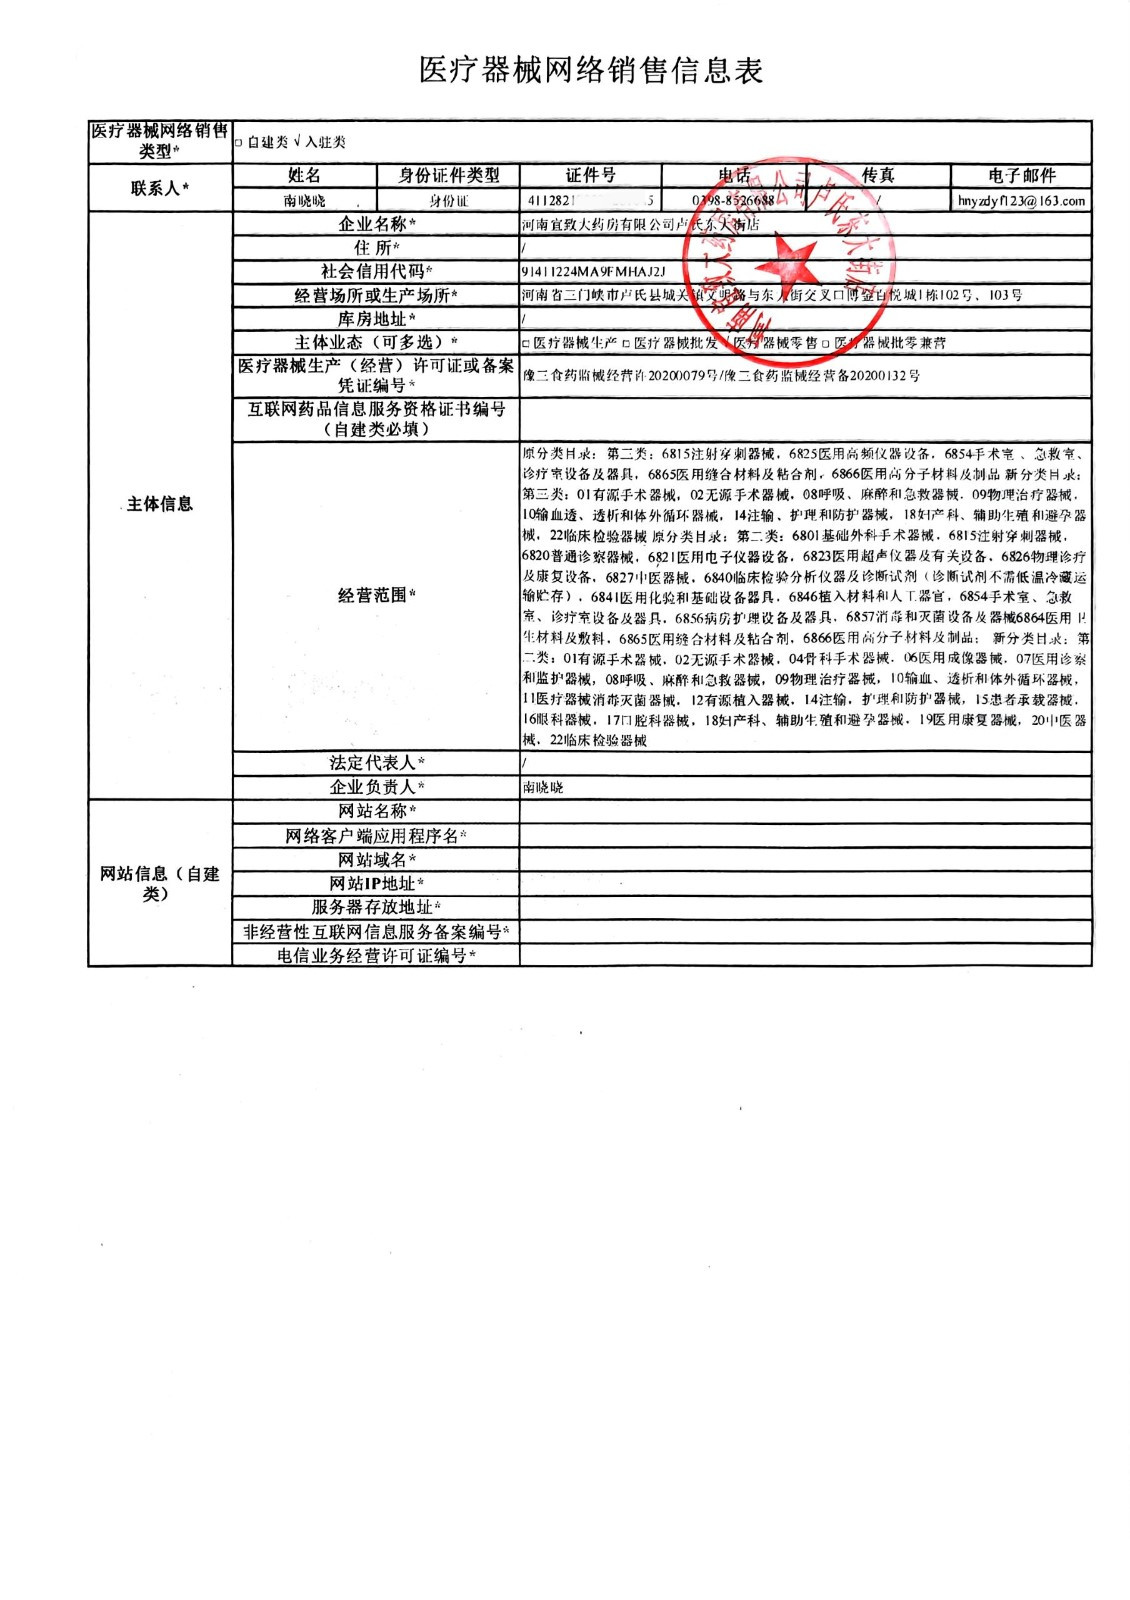 医疗器械网络销售信息表
医疗器械网络销售
类型*
□ 自建类 √ 入驻类
联系人*
姓名 身份证件类型 证件号 电话 传真 电子邮件
南晓晓 身份证 4112821 5 0398-8526688 / hnyzdyf123@163.com
主体信息
企业名称* 河南宜致大药房有限公司卢氏东大街店
住 所* /
社会信用代码* 91411224MA9FMHAJ2J
经营场所或生产场所* 河南省三门峡市卢氏县城关镇文明路与东大街交叉口博金百悦城1栋102号、103号
库房地址* /
主体业态（可多选）* □ 医疗器械生产 □ 医疗器械批发 √ 医疗器械零售 □ 医疗器械批零兼营
医疗器械生产（经营）许可证或备案
凭证编号*
豫三食药监械经营许20200079号/豫三食药监械经营备20200132号
互联网药品信息服务资格证书编号
（自建类必填）
经营范围*
原分类目录：第三类：6815注射穿刺器械，6825医用高频仪器设备，6854手术室、急救室、
诊疗室设备及器具，6865医用缝合材料及粘合剂，6866医用高分子材料及制品 新分类目录：
第三类：01有源手术器械，02无源手术器械，08呼吸、麻醉和急救器械，09物理治疗器械，
10输血透、透析和体外循环器械，14注输、护理和防护器械，18妇产科、辅助生殖和避孕器
械，22临床检验器械 原分类目录：第二类：6801基础外科手术器械，6815注射穿刺器械，
6820普通诊察器械，6821医用电子仪器设备，6823医用超声仪器及有关设备，6826物理诊疗
及康复设备，6827中医器械，6840临床检验分析仪器及诊断试剂（诊断试剂不需低温冷藏运
输贮存），6841医用化验和基础设备器具，6846植入材料和人工器官，6854手术室、急救
室、诊疗室设备及器具，6856病房护理设备及器具，6857消毒和灭菌设备及器械6864医用卫
生材料及敷料，6865医用缝合材料及粘合剂，6866医用高分子材料及制品； 新分类目录：第
二类：01有源手术器械，02无源手术器械，04骨科手术器械，06医用成像器械，07医用诊察
和监护器械，08呼吸、麻醉和急救器械，09物理治疗器械，10输血、透析和体外循环器械，
11医疗器械消毒灭菌器械，12有源植入器械，14注输，护理和防护器械，15患者承载器械，
16眼科器械，17口腔科器械，18妇产科、辅助生殖和避孕器械，19医用康复器械，20中医器
械，22临床检验器械
法定代表人* /
企业负责人* 南晓晓
网站信息（自建
类）
网站名称*
网络客户端应用程序名*
网站域名*
网站IP地址*
服务器存放地址*
非经营性互联网信息服务备案编号*
电信业务经营许可证编号*
河南宜致大药房有限公司卢氏东大街店